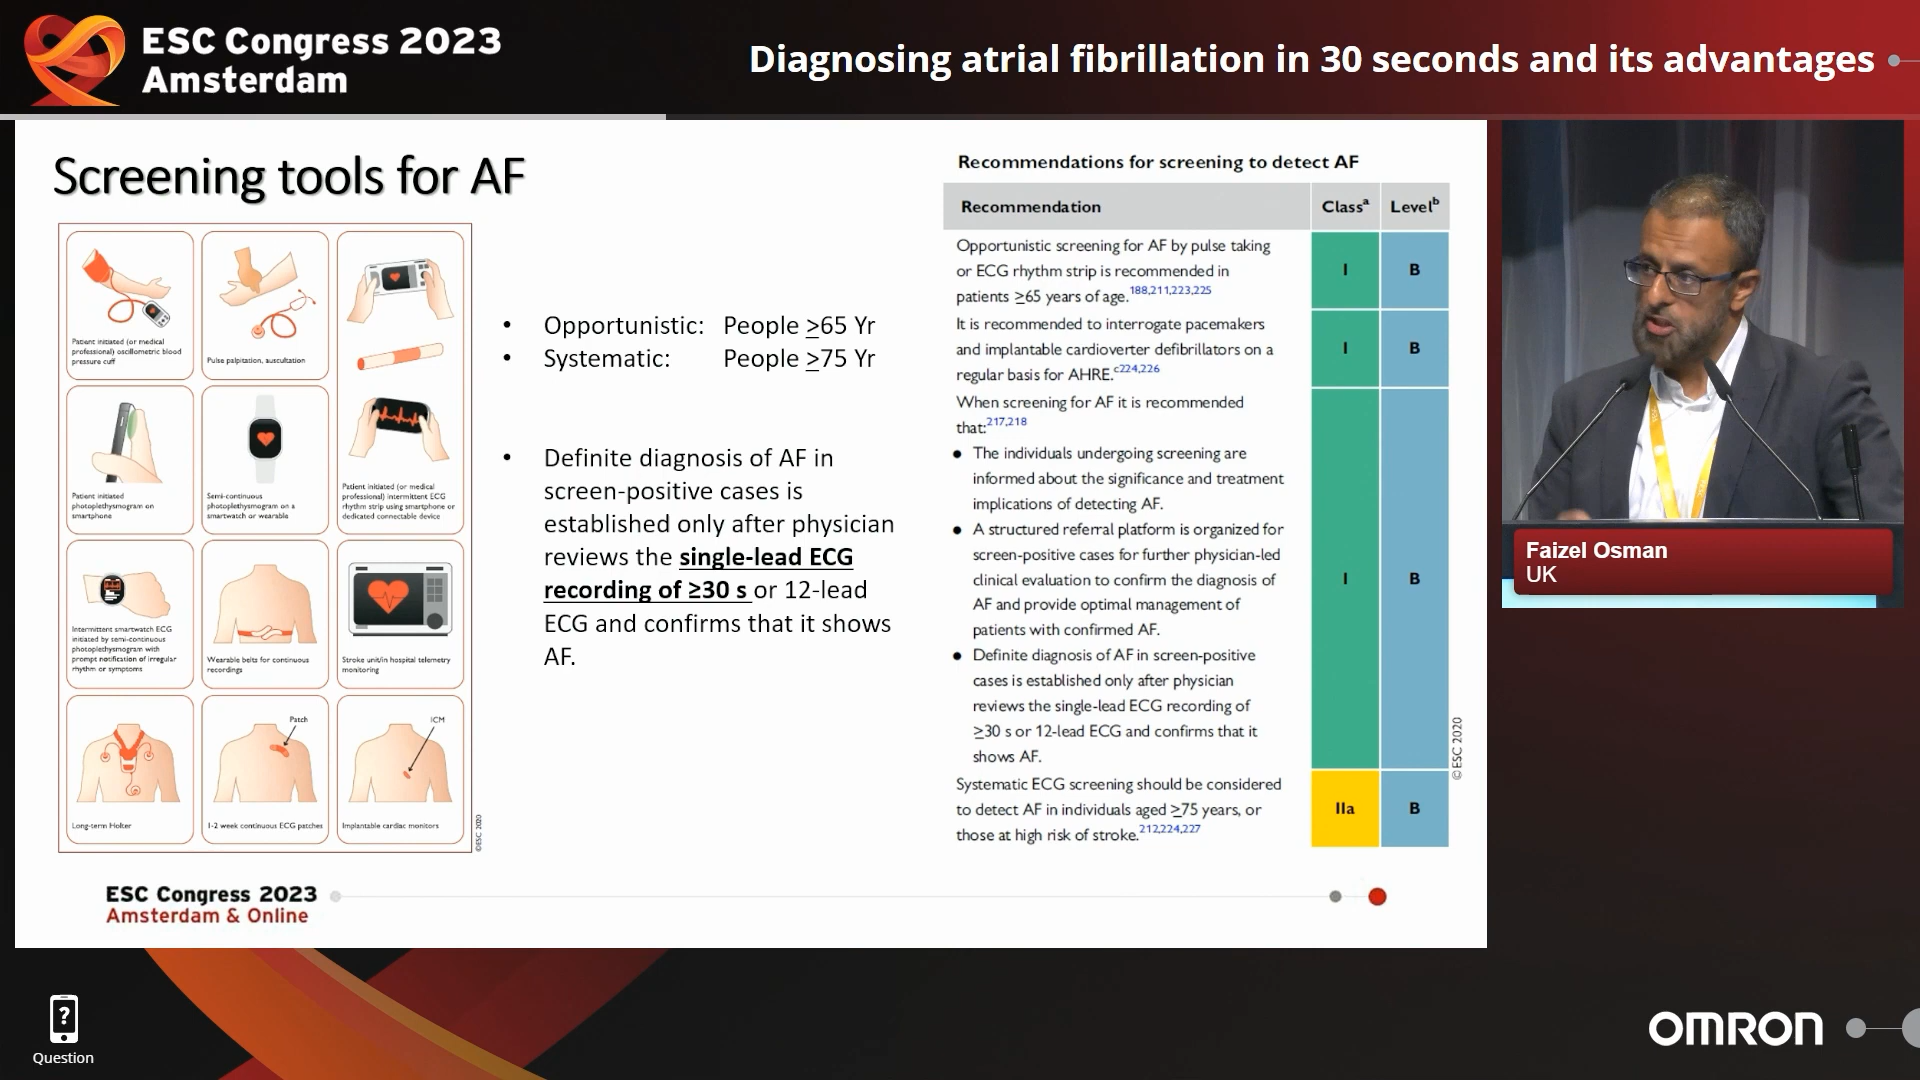 ESC Congress 2023
Amsterdam
Diagnosing atrial fibrillation in 30 seconds and its advantages
Screening tools for AF
Patient initiated (or medical
professional) oscillometric blood
pressure cuff
Pulse palpitation, auscultation
Patient initiated
photoplethysmogram on
smartphone
Semi-continuous
photoplethysmogram on a
smartwatch or wearable
Patient initiated (or medical
professional) intermittent ECG
rhythm strip using smartphone or
dedicated connectable device
Intermittent smartwatch ECG
initiated by semi-continuous
photoplethysmogram with
prompt notification of irregular
rhythm or symptoms
Wearable belts for continuous
recordings
Stroke unit/in hospital telemetry
monitoring
Long-term Holter
Patch
1-2 week continuous ECG patches
ICM
Implantable cardiac monitors
©ESC 2020
• Opportunistic: People ≥65 Yr
• Systematic: People ≥75 Yr
• Definite diagnosis of AF in
screen-positive cases is
established only after physician
reviews the single-lead ECG
recording of ≥30 s or 12-lead
ECG and confirms that it shows
AF.
Recommendations for screening to detect AF
Recommendation Classᵃ Levelᵇ
Opportunistic screening for AF by pulse taking
or ECG rhythm strip is recommended in
patients ≥65 years of age.188,211,223,225
I B
It is recommended to interrogate pacemakers
and implantable cardioverter defibrillators on a
regular basis for AHRE.c224,226
I B
When screening for AF it is recommended
that:217,218
● The individuals undergoing screening are
informed about the significance and treatment
implications of detecting AF.
● A structured referral platform is organized for
screen-positive cases for further physician-led
clinical evaluation to confirm the diagnosis of
AF and provide optimal management of
patients with confirmed AF.
● Definite diagnosis of AF in screen-positive
cases is established only after physician
reviews the single-lead ECG recording of
≥30 s or 12-lead ECG and confirms that it
shows AF.
I B
Systematic ECG screening should be considered
to detect AF in individuals aged ≥75 years, or
those at high risk of stroke.212,224,227
IIa B
©ESC 2020
ESC Congress 2023
Amsterdam & Online
Faizel Osman
UK
?
Question
OMRON